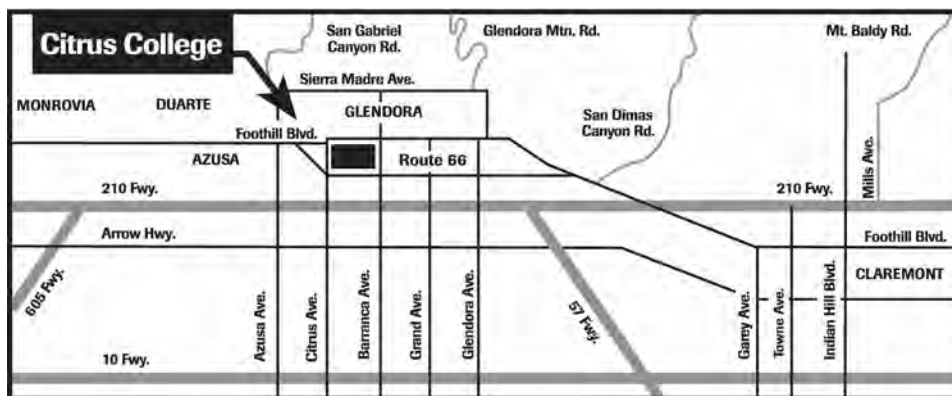 Citrus College
San Gabriel
Canyon Rd.
Glendora Mtn. Rd.
Mt. Baldy Rd.
Sierra Madre Ave.
MONROVIA
DUARTE
GLENDORA
San Dimas
Canyon Rd.
Foothill Blvd.
AZUSA
Route 66
Mills Ave.
210 Fwy.
210 Fwy.
Arrow Hwy.
Foothill Blvd.
CLAREMONT
605 Fwy.
Azusa Ave.
Citrus Ave.
Barranca Ave.
Grand Ave.
Glendora Ave.
57 Fwy.
Garey Ave.
Towne Ave.
Indian Hill Blvd.
10 Fwy.